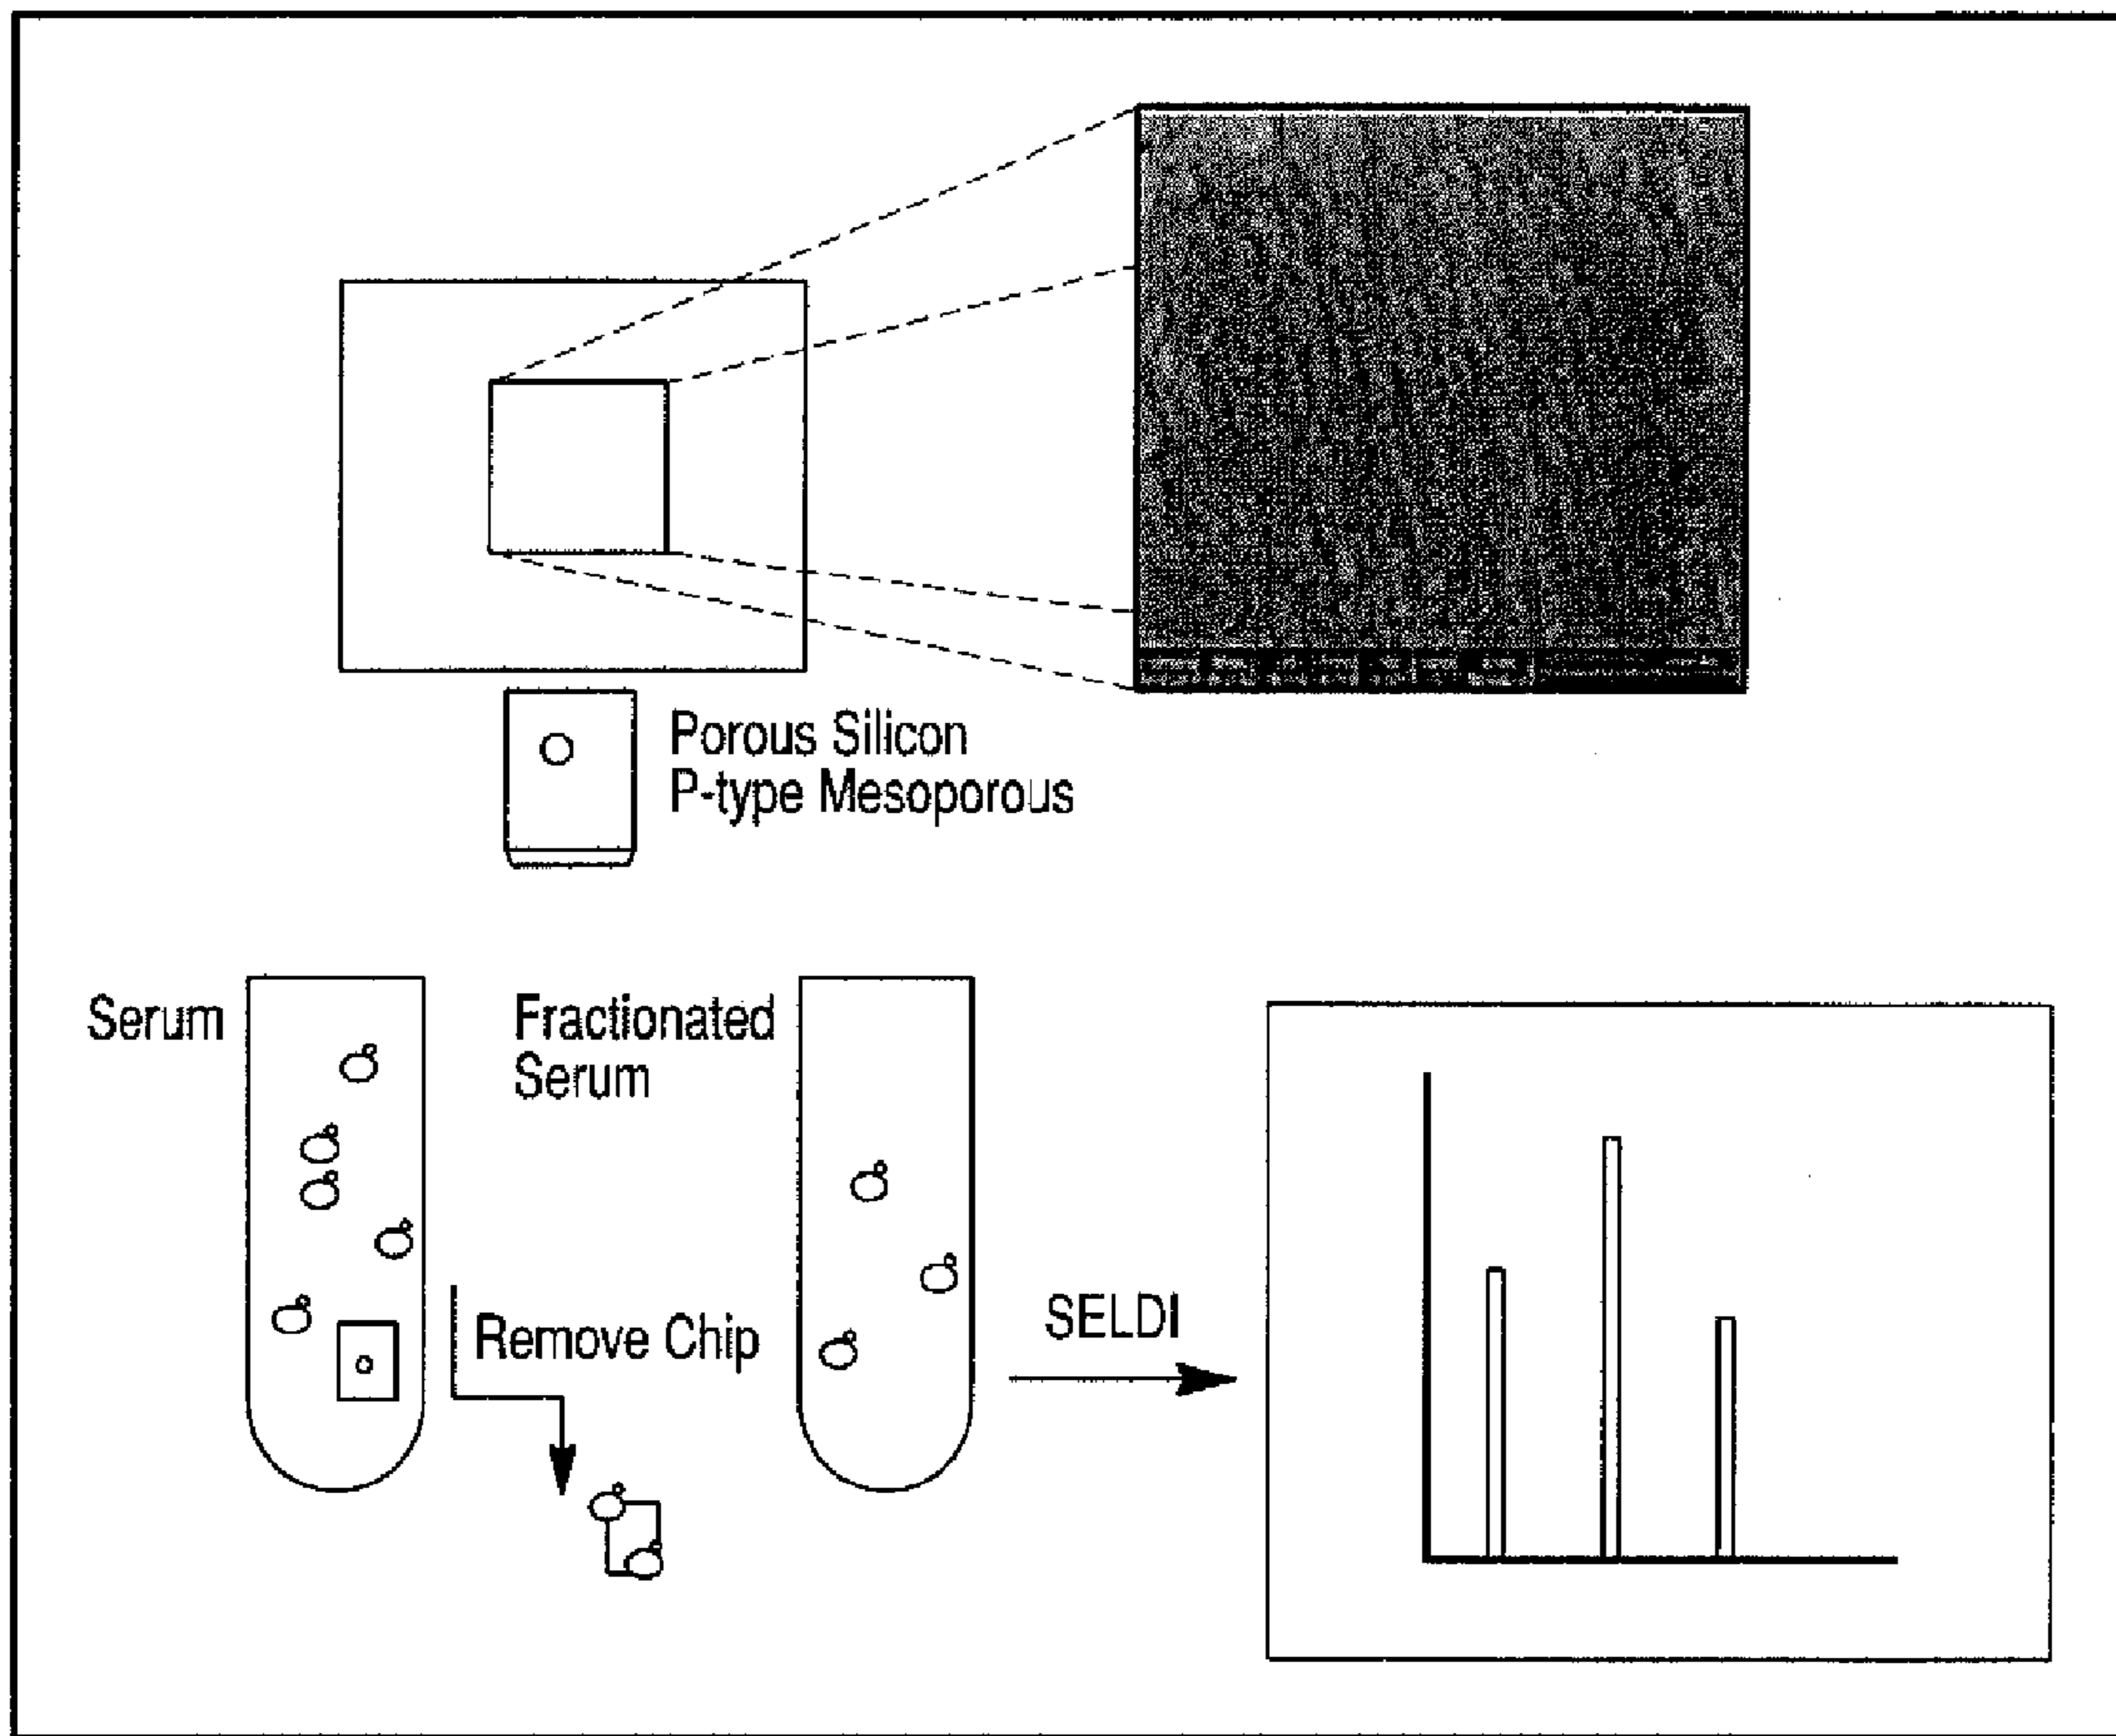 Porous Silicon
P-type Mesoporous
Serum
Fractionated
Serum
Remove Chip
SELDI